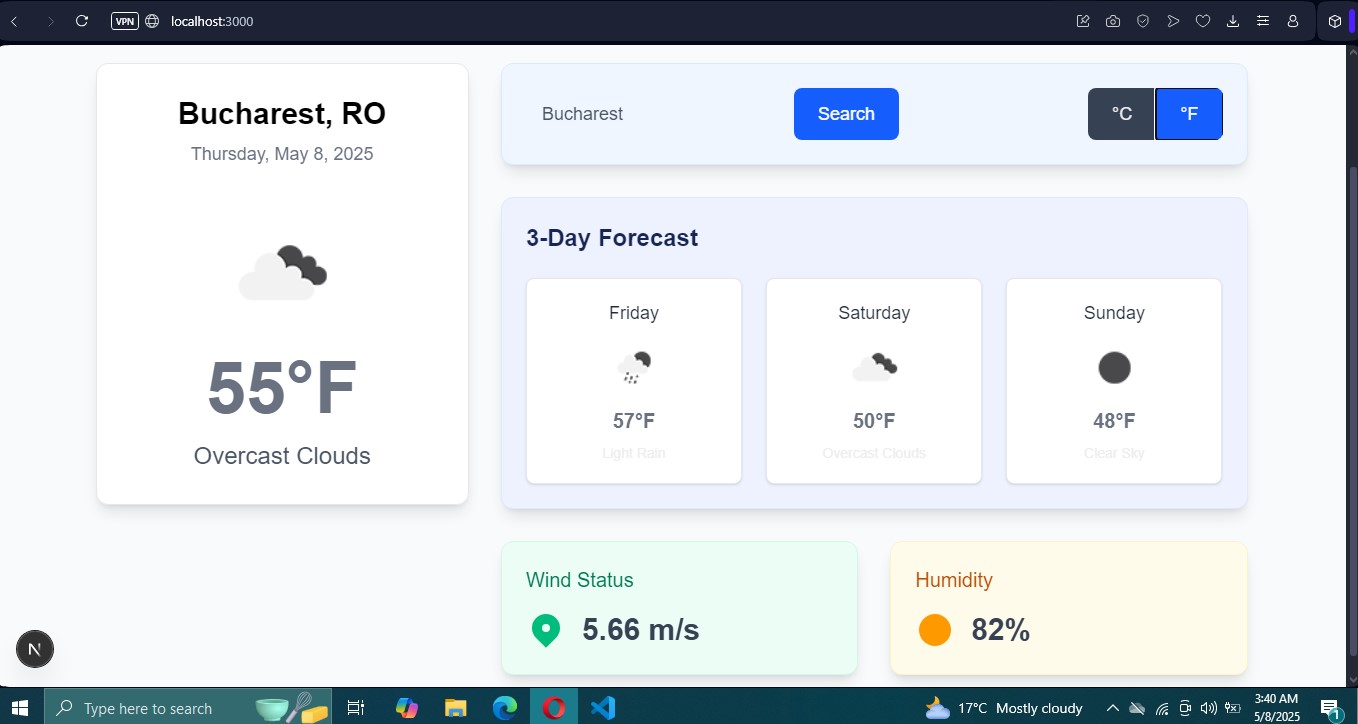 VPN localhost:3000
Bucharest, RO
Thursday, May 8, 2025
55°F
Overcast Clouds
Bucharest Search °C °F
3-Day Forecast
Friday
57°F
Light Rain
Saturday
50°F
Overcast Clouds
Sunday
48°F
Clear Sky
Wind Status
5.66 m/s
Humidity
82%
N
Type here to search 17°C Mostly cloudy
3:40 AM
5/8/2025
1